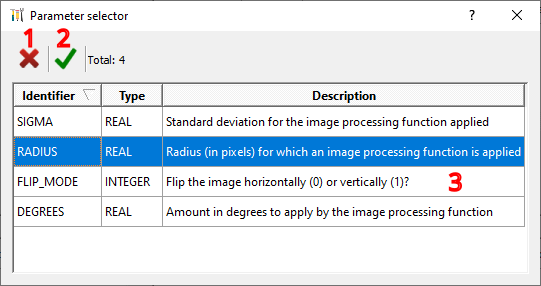 Parameter selector
? X
1 2
Total: 4
Identifier Type Description
SIGMA REAL Standard deviation for the image processing function applied
RADIUS REAL Radius (in pixels) for which an image processing function is applied
FLIP_MODE INTEGER Flip the image horizontally (0) or vertically (1)?
3
DEGREES REAL Amount in degrees to apply by the image processing function